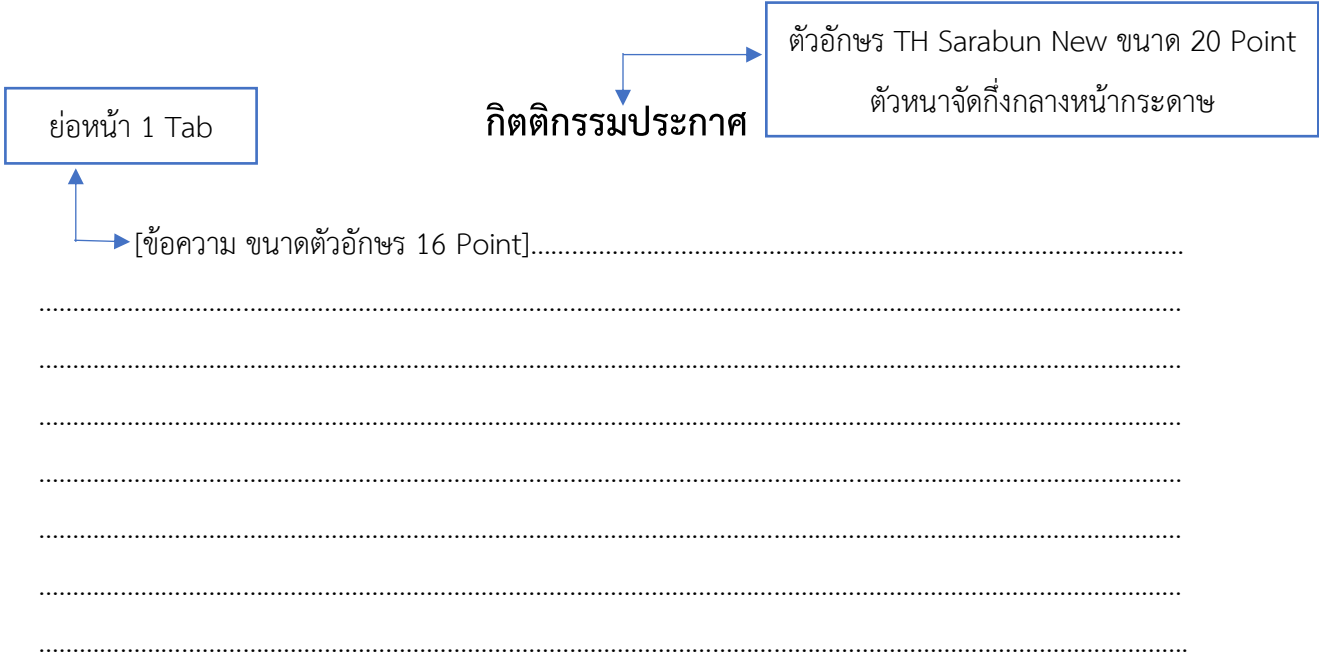 ตัวอักษร TH Sarabun New ขนาด 20 Point
ตัวหนาจัดกึ่งกลางหน้ากระดาษ
ย่อหน้า 1 Tab
กิตติกรรมประกาศ
[ข้อความ ขนาดตัวอักษร 16 Point]................................................................................................
........................................................................................................................................................................
........................................................................................................................................................................
........................................................................................................................................................................
........................................................................................................................................................................
........................................................................................................................................................................
........................................................................................................................................................................
.........................................................................................................................................................................